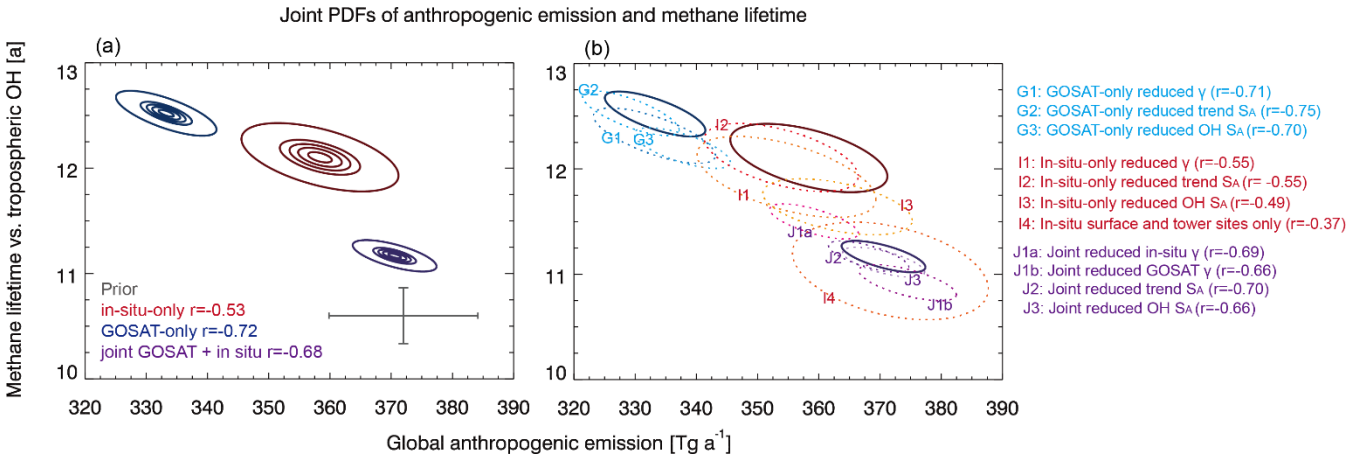 Joint PDFs of anthropogenic emission and methane lifetime
Methane lifetime vs. tropospheric OH [a]
(a)
13
12
11
10
Prior
in-situ-only r=-0.53
GOSAT-only r=-0.72
joint GOSAT + in situ r=-0.68
320 330 340 350 360 370 380 390
(b)
13
12
11
10
G2
G1
G3
I2
I1
I3
J1a
J2
J3
I4
J1b
320 330 340 350 360 370 380 390
Global anthropogenic emission [Tg a⁻¹]
G1: GOSAT-only reduced γ (r=-0.71)
G2: GOSAT-only reduced trend SA (r=-0.75)
G3: GOSAT-only reduced OH SA (r=-0.70)
I1: In-situ-only reduced γ (r=-0.55)
I2: In-situ-only reduced trend SA (r= -0.55)
I3: In-situ-only reduced OH SA (r=-0.49)
I4: In-situ surface and tower sites only (r=-0.37)
J1a: Joint reduced in-situ γ (r=-0.69)
J1b: Joint reduced GOSAT γ (r=-0.66)
J2: Joint reduced trend SA (r=-0.70)
J3: Joint reduced OH SA (r=-0.66)